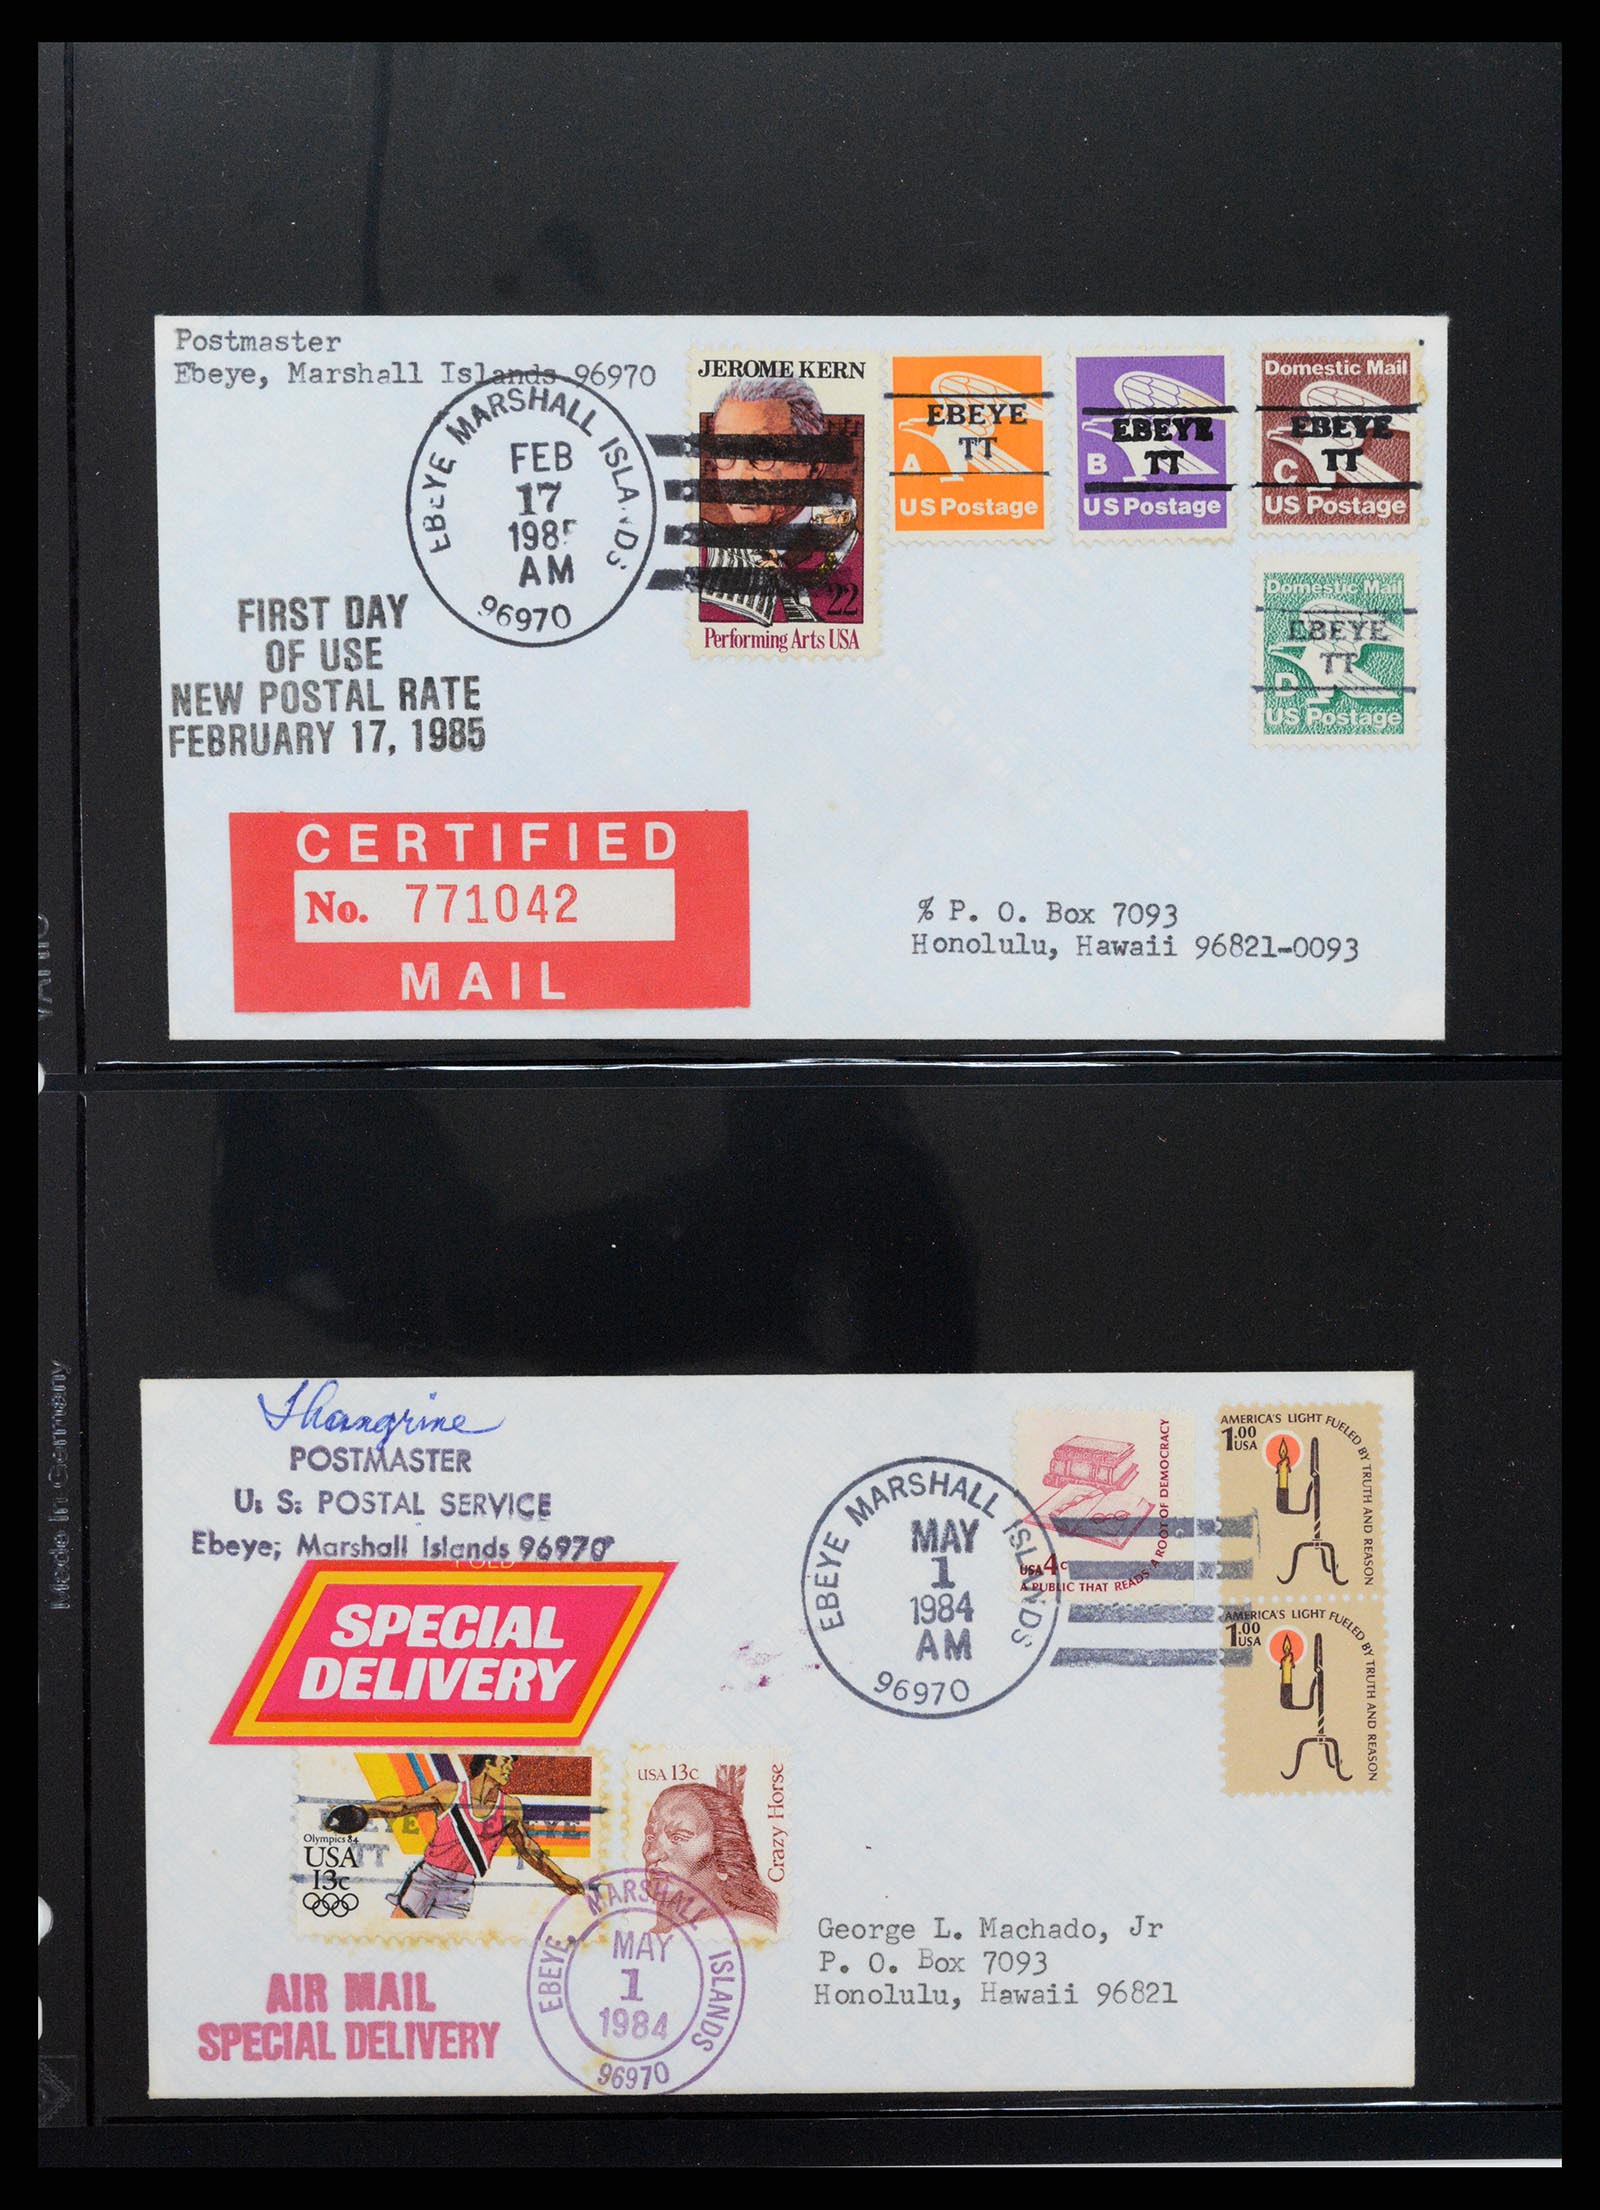 Postmaster
Ebeye, Marshall Islands 96970
EBEYE MARSHALL ISLANDS
FEB
17
1985
AM
96970
JEROME KERN
22
Performing Arts USA
EBEYE
TT
A
US Postage
EBEYE
TT
B
US Postage
Domestic Mail
EBEYE
TT
C
US Postage
Domestic Mail
EBEYE
TT
D
US Postage
FIRST DAY
OF USE
NEW POSTAL RATE
FEBRUARY 17, 1985
CERTIFIED
No. 771042
MAIL
% P. O. Box 7093
Honolulu, Hawaii 96821-0093
Made in Germany
POSTMASTER
U. S. POSTAL SERVICE
Ebeye; Marshall Islands 96970
SPECIAL
DELIVERY
EBEYE MARSHALL ISLANDS
MAY
1
1984
AM
96970
USA 4c
A PUBLIC THAT READS: A ROOT OF DEMOCRACY
AMERICA'S LIGHT FUELED BY TRUTH AND REASON
1.00
USA
AMERICA'S LIGHT FUELED BY TRUTH AND REASON
1.00
USA
EBEYE EBEYE
TT TT
Olympics 84
USA
13c
USA 13c
Crazy Horse
EBEYE, MARSHALL ISLANDS
MAY
1
1984
96970
AIR MAIL
SPECIAL DELIVERY
George L. Machado, Jr
P. O. Box 7093
Honolulu, Hawaii 96821